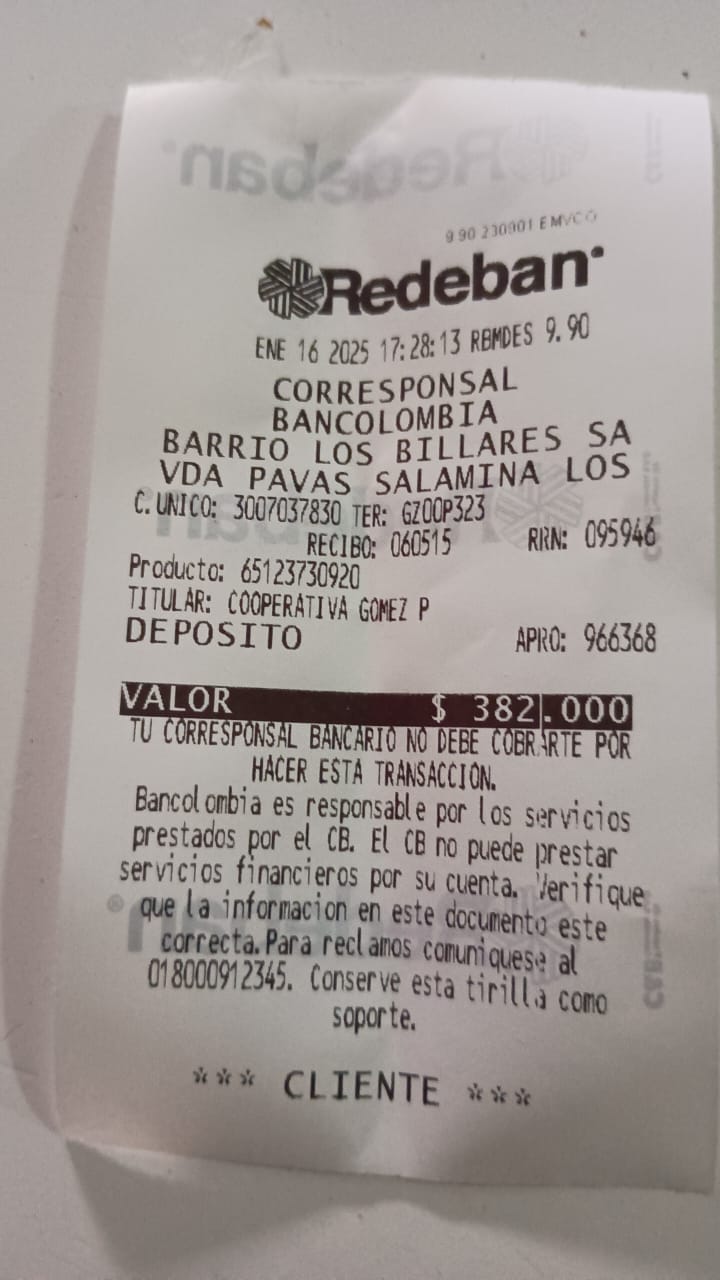 9.90 230901 EMVCO
Redeban
ENE 16 2025 17:28:13 RBMDES 9.90
CORRESPONSAL
BANCOLOMBIA
BARRIO LOS BILLARES SA
VDA PAVAS SALAMINA LOS
C.UNICO: 3007037830 TER: GZ00P323
RECIBO: 060515 RRN: 095946
Producto: 65123730920
TITULAR: COOPERATIVA GOMEZ P
DEPOSITO APRO: 966368
VALOR $ 382.000
TU CORRESPONSAL BANCARIO NO DEBE COBRARTE POR
HACER ESTA TRANSACCION.
Bancolombia es responsable por los servicios
prestados por el CB. El CB no puede prestar
servicios financieros por su cuenta. Verifique
que la informacion en este documento este
correcta.Para reclamos comuniquese al
018000912345. Conserve esta tirilla como
soporte.
*** CLIENTE ***